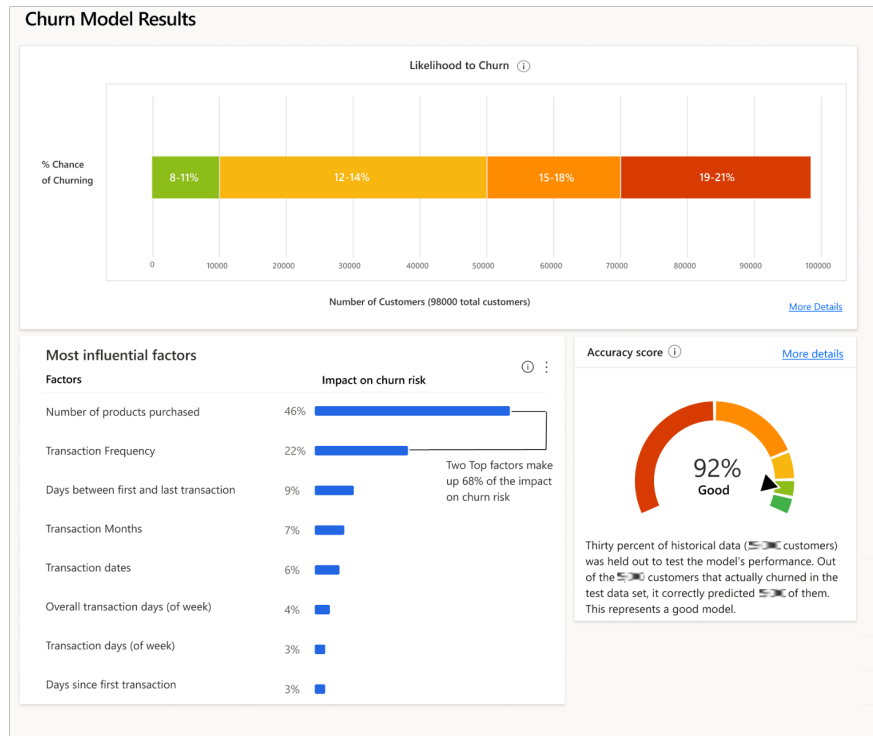 Churn Model Results
Likelihood to Churn
% Chance
of Churning
8-11%
12-14%
15-18%
19-21%
0
10000
20000
30000
40000
50000
60000
70000
80000
90000
100000
Number of Customers (98000 total customers)
More Details
Most influential factors
Factors
Impact on churn risk
Number of products purchased
46%
Transaction Frequency
22%
Two Top factors make
up 68% of the impact
on churn risk
Days between first and last transaction
9%
Transaction Months
7%
Transaction dates
6%
Overall transaction days (of week)
4%
Transaction days (of week)
3%
Days since first transaction
3%
Accuracy score
More details
92%
Good
Thirty percent of historical data ( customers)
was held out to test the model's performance. Out
of the customers that actually churned in the
test data set, it correctly predicted of them.
This represents a good model.